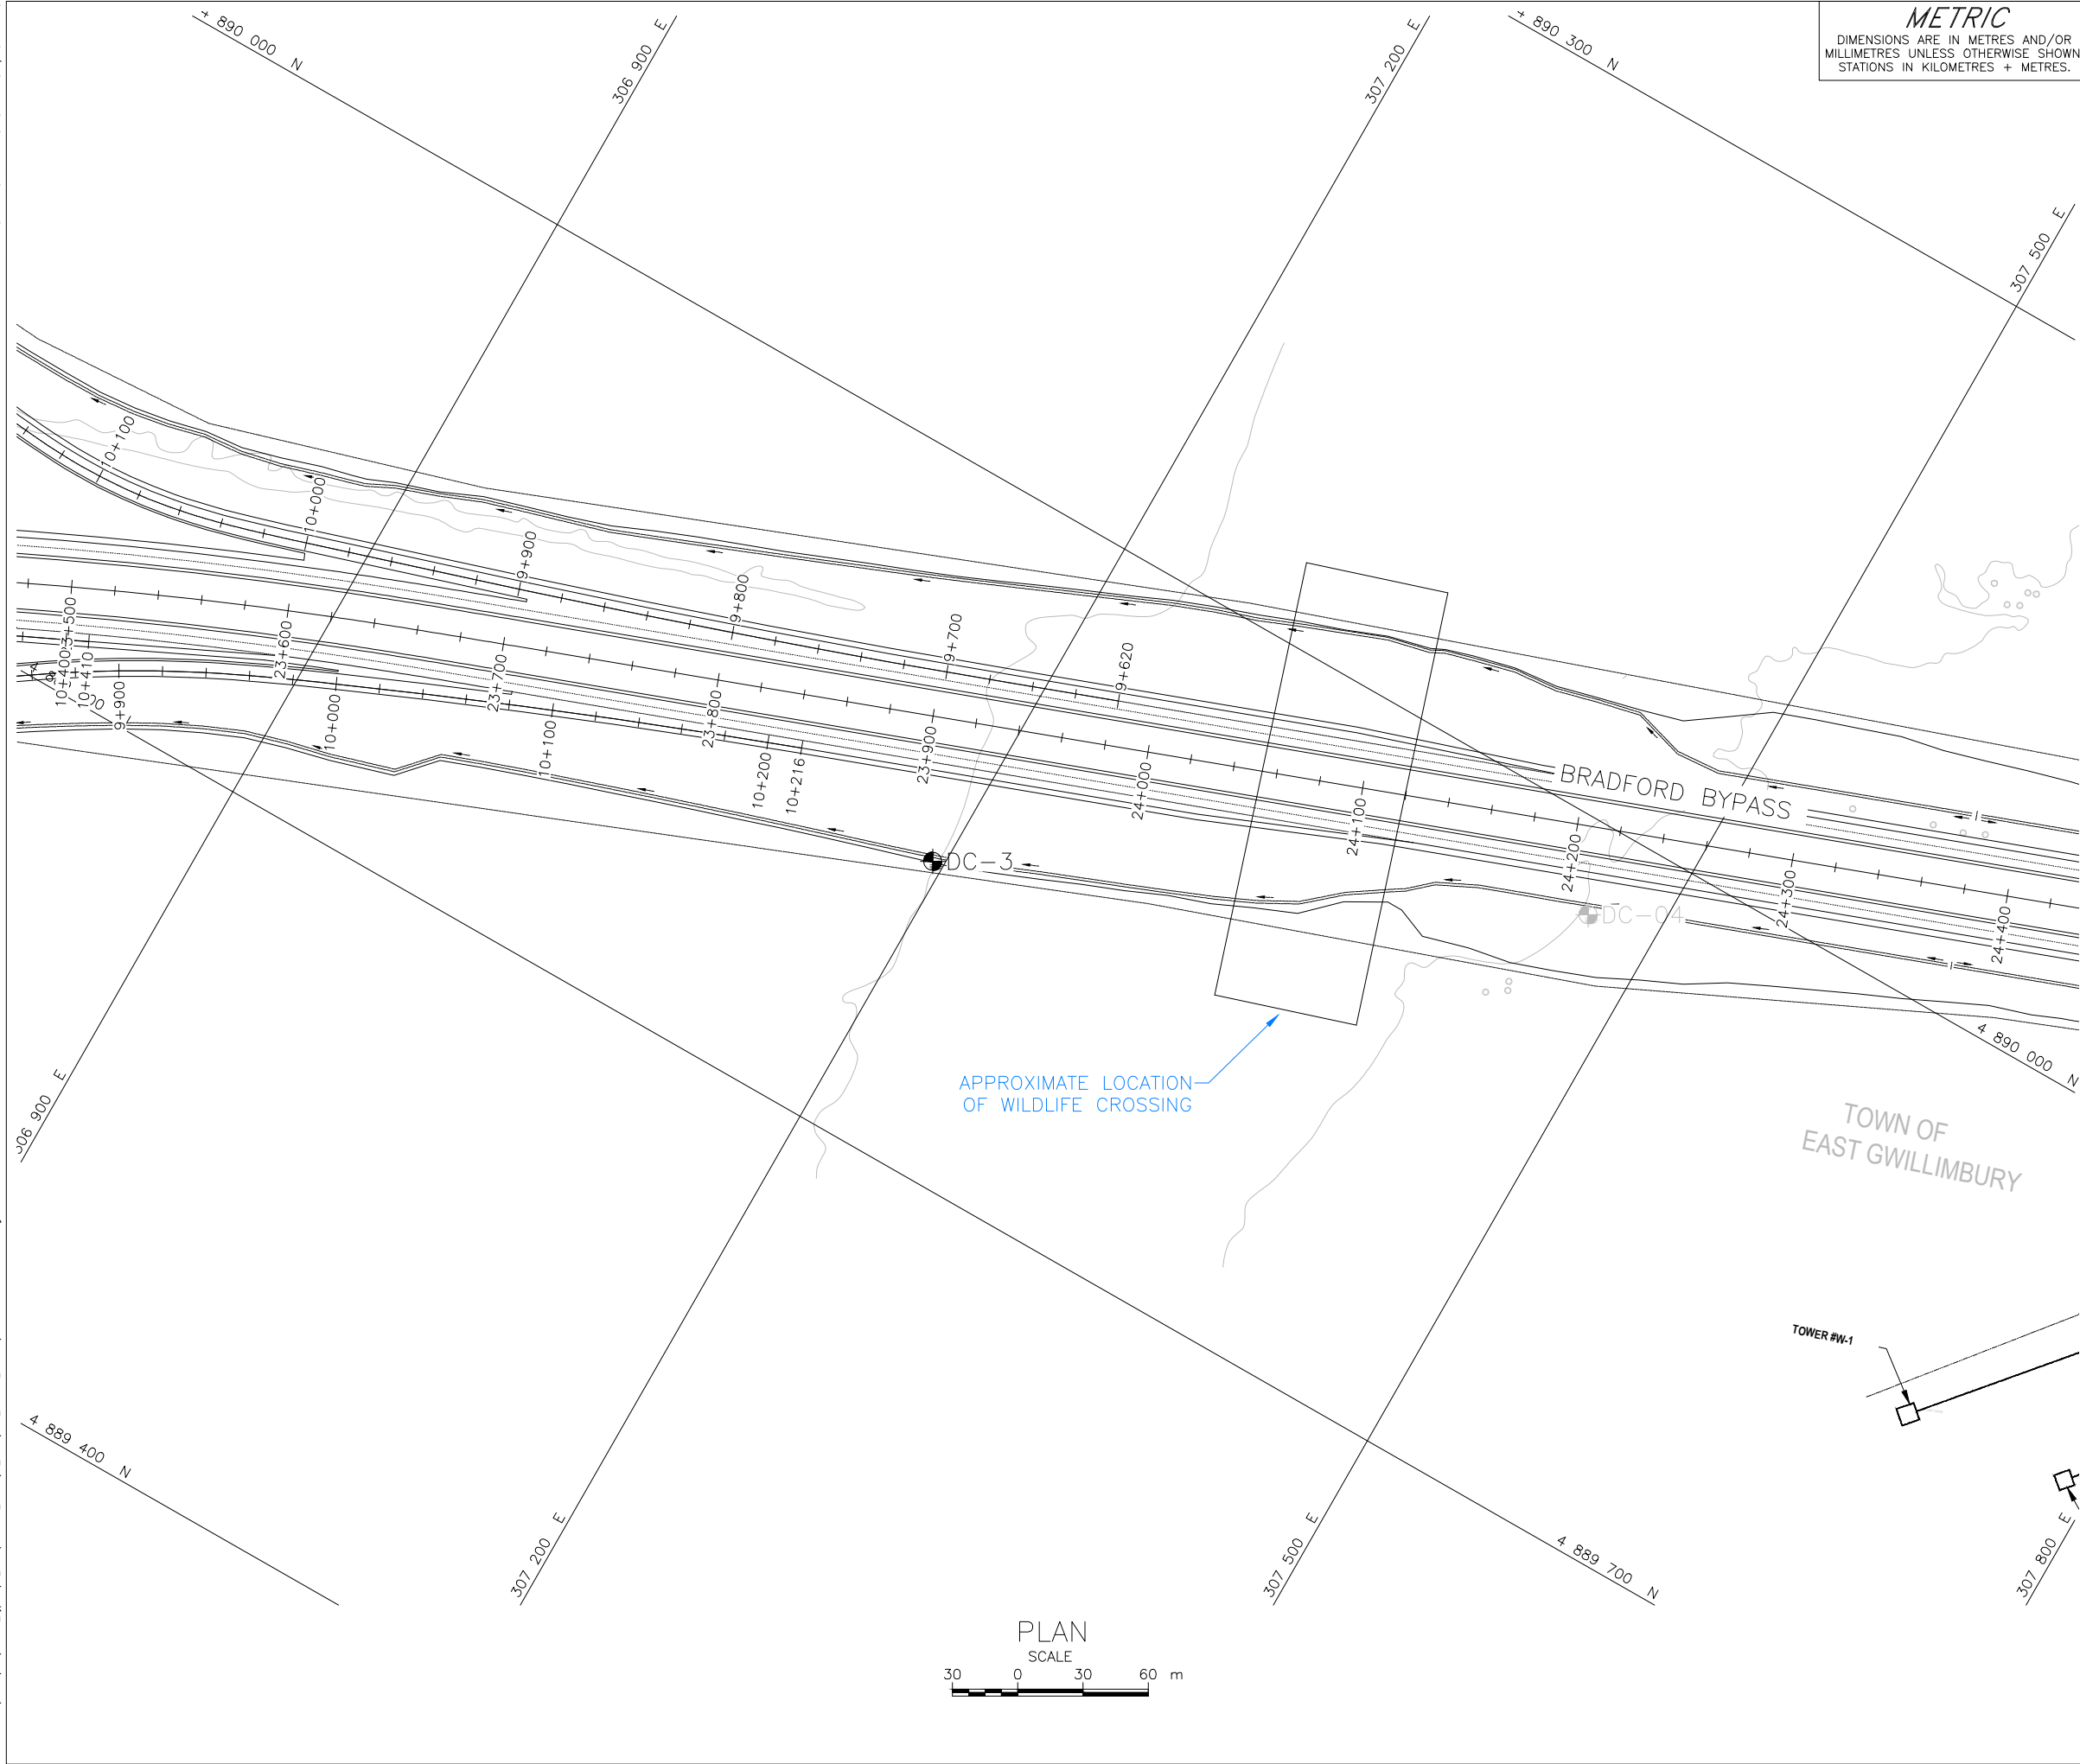 METRIC
DIMENSIONS ARE IN METRES AND/OR
MILLIMETRES UNLESS OTHERWISE SHOWN
STATIONS IN KILOMETRES + METRES.
890 000 N
306 900 E
307 200 E
890 300 N
307 500 E
10+100
10+000
9+900
9+800
9+700
9+620
23+600
23+700
23+800
23+900
24+000
24+100
24+200
24+300
24+400
BRADFORD BYPASS
10+400
10+410
9+900
10+000
10+100
10+200
10+216
DC-3
DC-04
4 890 000 N
APPROXIMATE LOCATION
OF WILDLIFE CROSSING
TOWN OF
EAST GWILLIMBURY
TOWER #W-1
900 E
4 889 400 N
307 200 E
307 500 E
4 889 700 N
307 800 E
PLAN
SCALE
30 0 30 60 m